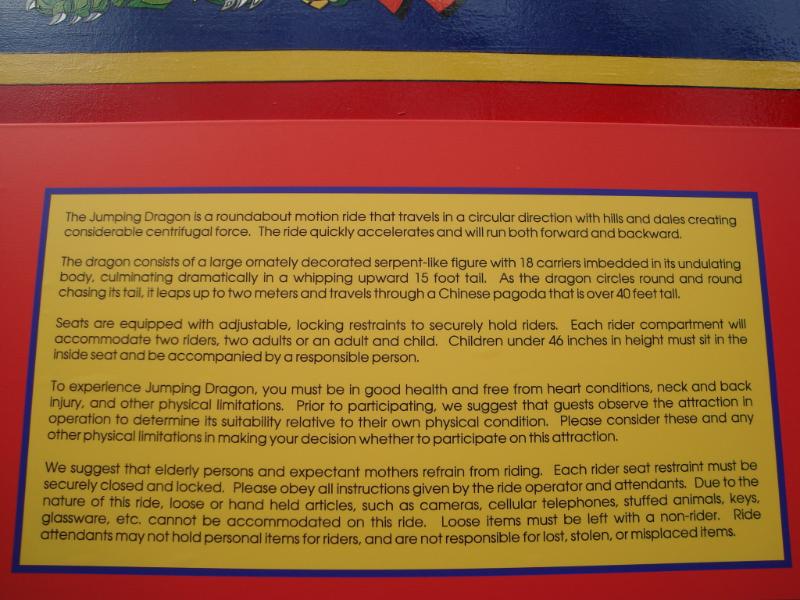 The Jumping Dragon is a roundabout motion ride that travels in a circular direction with hills and dales creating
considerable centrifugal force. The ride quickly accelerates and will run both forward and backward.
The dragon consists of a large ornately decorated serpent-like figure with 18 carriers imbedded in its undulating
body, culminating dramatically in a whipping upward 15 foot tail. As the dragon circles round and round
chasing its tail, it leaps up to two meters and travels through a Chinese pagoda that is over 40 feet tall.
Seats are equipped with adjustable, locking restraints to securely hold riders. Each rider compartment will
accommodate two riders, two adults or an adult and child. Children under 46 inches in height must sit in the
inside seat and be accompanied by a responsible person.
To experience Jumping Dragon, you must be in good health and free from heart conditions, neck and back
injury, and other physical limitations. Prior to participating, we suggest that guests observe the attraction in
operation to determine its suitability relative to their own physical condition. Please consider these and any
other physical limitations in making your decision whether to participate on this attraction.
We suggest that elderly persons and expectant mothers refrain from riding. Each rider seat restraint must be
securely closed and locked. Please obey all instructions given by the ride operator and attendants. Due to the
nature of this ride, loose or hand held articles, such as cameras, cellular telephones, stuffed animals, keys,
glassware, etc. cannot be accommodated on this ride. Loose items must be left with a non-rider. Ride
attendants may not hold personal items for riders, and are not responsible for lost, stolen, or misplaced items.